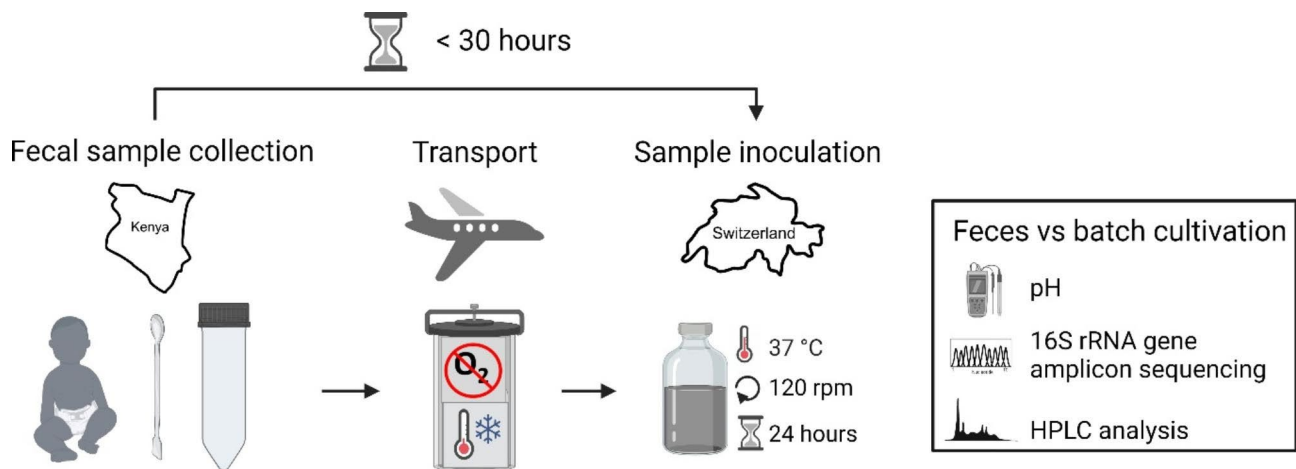 < 30 hours
Fecal sample collection
Transport
Sample inoculation
Kenya
Switzerland
O2
37 °C
120 rpm
24 hours
Feces vs batch cultivation
pH
16S rRNA gene
amplicon sequencing
HPLC analysis